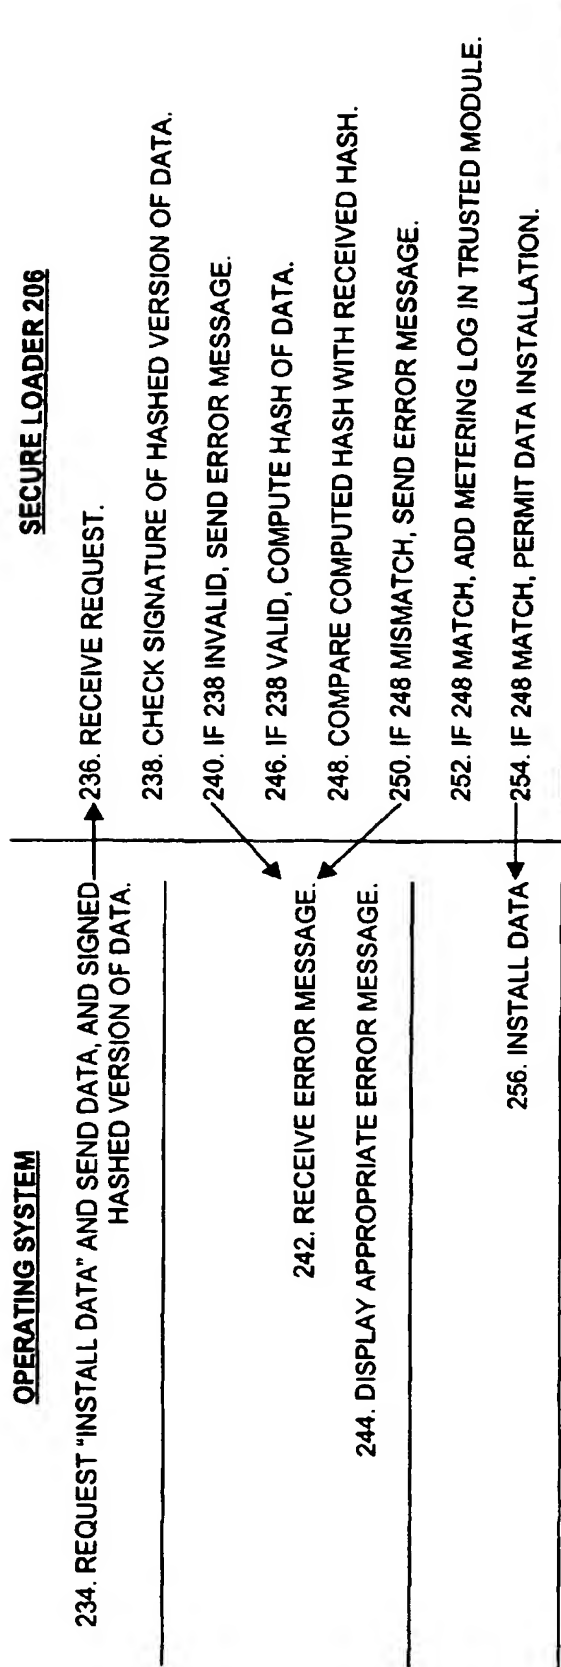 OPERATING SYSTEM
234. REQUEST "INSTALL DATA" AND SEND DATA, AND SIGNED
HASHED VERSION OF DATA.
242. RECEIVE ERROR MESSAGE.
244. DISPLAY APPROPRIATE ERROR MESSAGE.
256. INSTALL DATA
SECURE LOADER 206
236. RECEIVE REQUEST.
238. CHECK SIGNATURE OF HASHED VERSION OF DATA.
240. IF 238 INVALID, SEND ERROR MESSAGE.
246. IF 238 VALID, COMPUTE HASH OF DATA.
248. COMPARE COMPUTED HASH WITH RECEIVED HASH.
250. IF 248 MISMATCH, SEND ERROR MESSAGE.
252. IF 248 MATCH, ADD METERING LOG IN TRUSTED MODULE.
254. IF 248 MATCH, PERMIT DATA INSTALLATION.